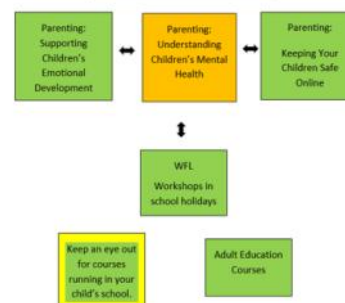 Parenting:
Supporting
Children's
Emotional
Development
Parenting:
Understanding
Children's Mental
Health
Parenting:
Keeping Your
Children Safe
Online
WFL
Workshops in
school holidays
Keep an eye out
for courses
running in your
child's school.
Adult Education
Courses